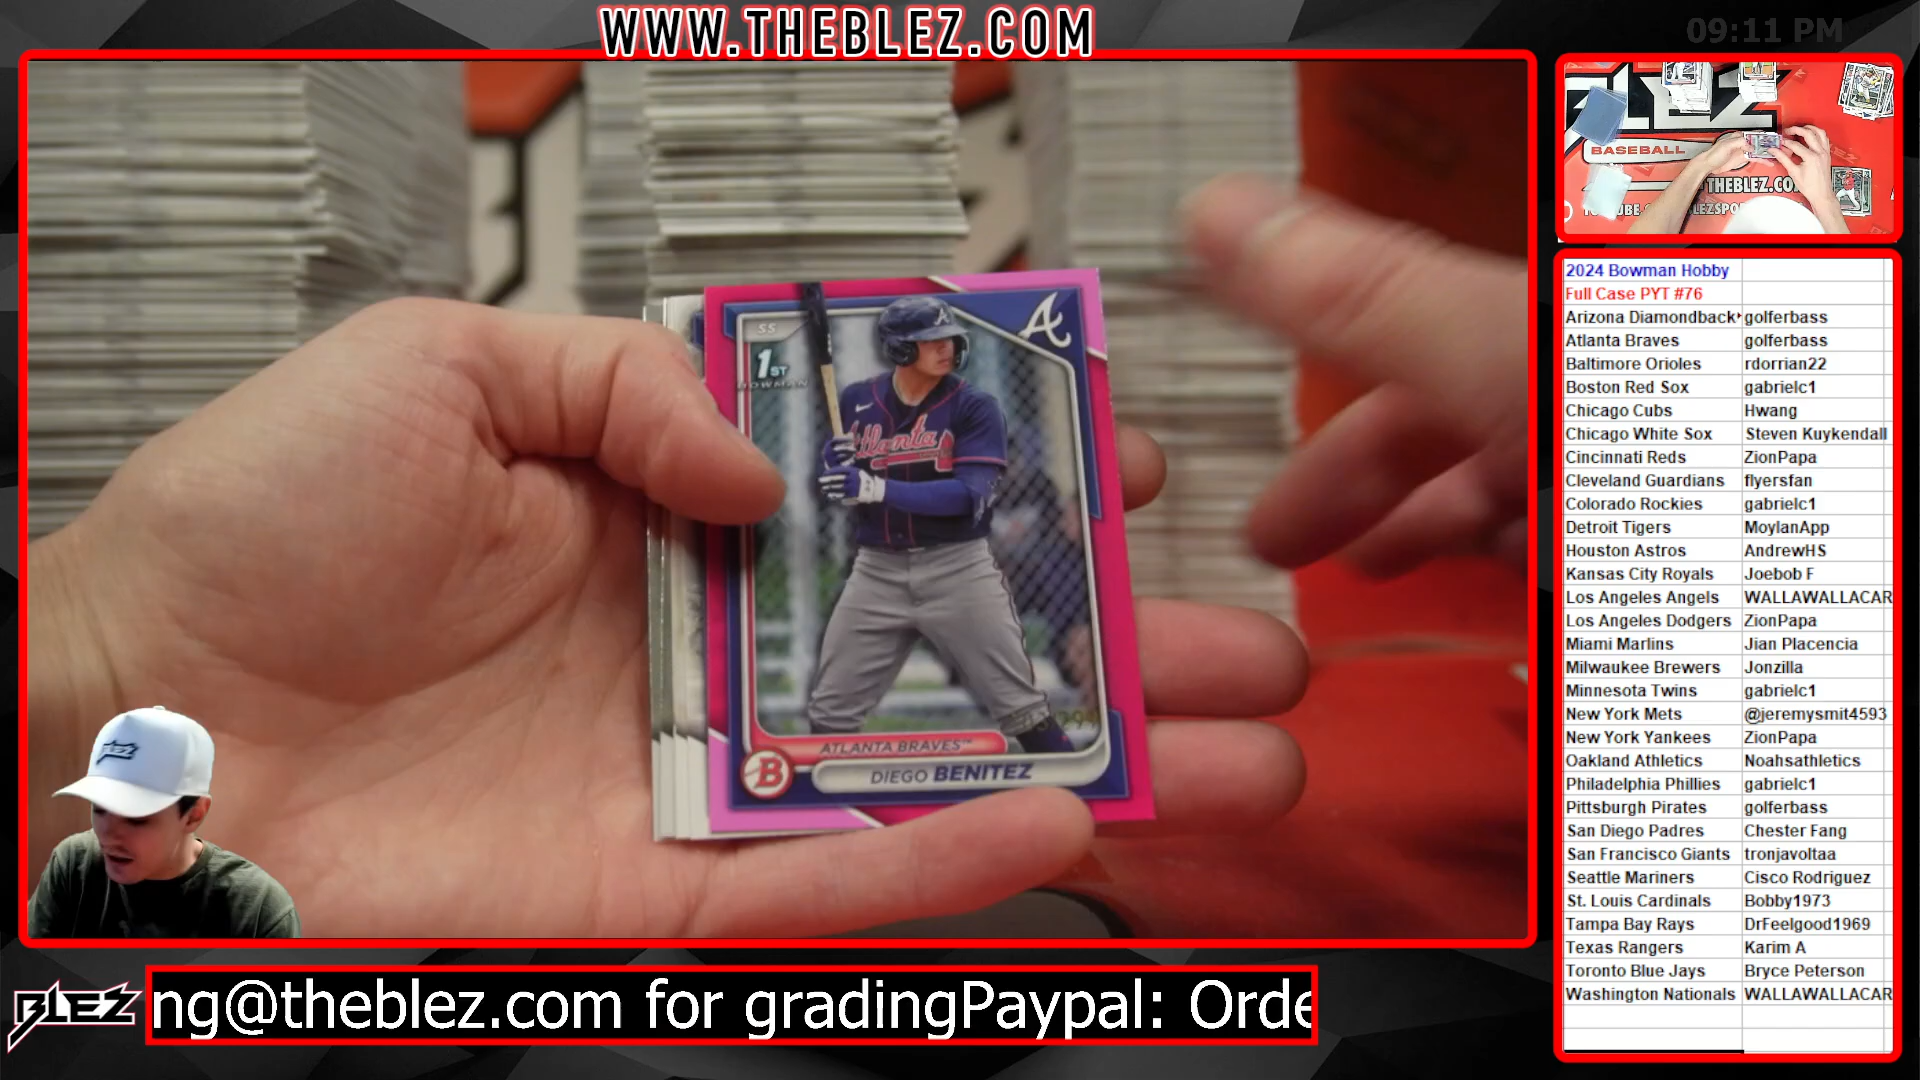 WWW.THEBLEZ.COM
09:11 PM
SS
1ST
BOWMAN
A
Atlanta
ATLANTA BRAVES™
B
DIEGO BENITEZ
BLEZ
BASEBALL
THEBLEZ.CO
2024 Bowman Hobby
Full Case PYT #76
Arizona Diamondback golferbass
Atlanta Braves golferbass
Baltimore Orioles rdorrian22
Boston Red Sox gabrielc1
Chicago Cubs Hwang
Chicago White Sox Steven Kuykendall
Cincinnati Reds ZionPapa
Cleveland Guardians flyersfan
Colorado Rockies gabrielc1
Detroit Tigers MoylanApp
Houston Astros AndrewHS
Kansas City Royals Joebob F
Los Angeles Angels WALLAWALLACAR
Los Angeles Dodgers ZionPapa
Miami Marlins Jian Placencia
Milwaukee Brewers Jonzilla
Minnesota Twins gabrielc1
New York Mets @jeremysmit4593
New York Yankees ZionPapa
Oakland Athletics Noahsathletics
Philadelphia Phillies gabrielc1
Pittsburgh Pirates golferbass
San Diego Padres Chester Fang
San Francisco Giants tronjavoltaa
Seattle Mariners Cisco Rodriguez
St. Louis Cardinals Bobby1973
Tampa Bay Rays DrFeelgood1969
Texas Rangers Karim A
Toronto Blue Jays Bryce Peterson
Washington Nationals WALLAWALLACAR
BLEZ
ng@theblez.com for gradingPaypal: Orde